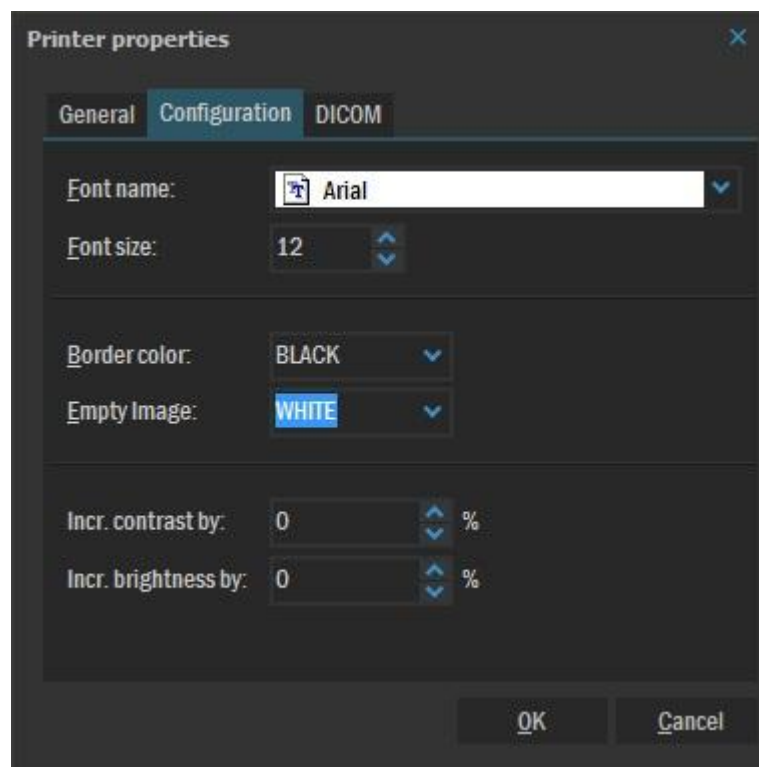 Printer properties
General Configuration DICOM
Font name: Arial
Font size: 12
Border color: BLACK
Empty Image: WHITE
Incr. contrast by: 0 %
Incr. brightness by: 0 %
OK Cancel